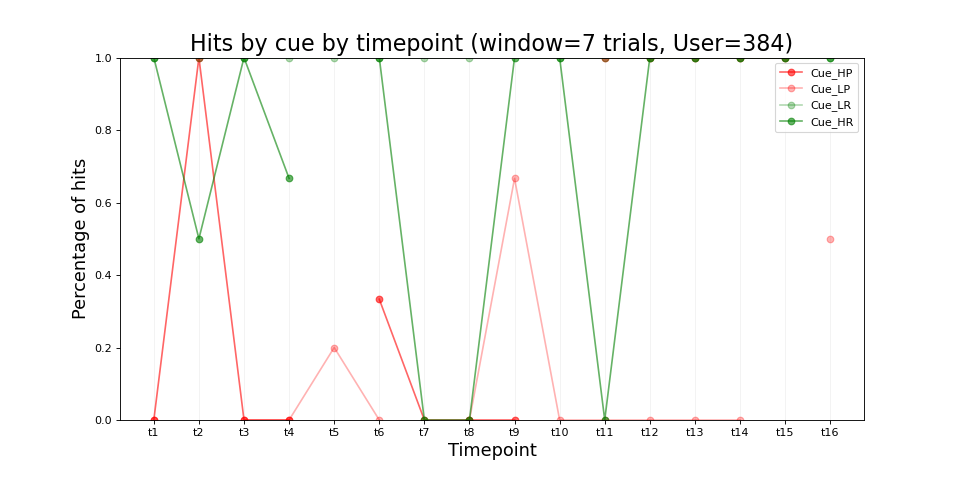 Hits by cue by timepoint (window=7 trials, User=384)
Percentage of hits
1.0
0.8
0.6
0.4
0.2
0.0
Cue_HP
Cue_LP
Cue_LR
Cue_HR
t1 t2 t3 t4 t5 t6 t7 t8 t9 t10 t11 t12 t13 t14 t15 t16
Timepoint